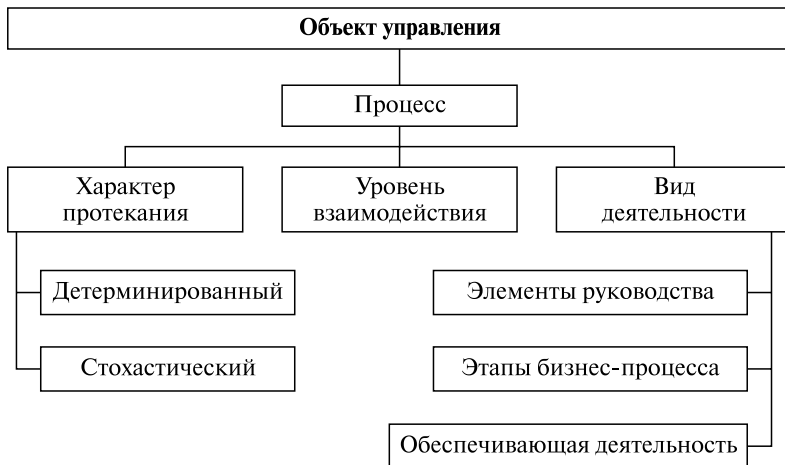 Объект управления
Процесс
Характер
протекания
Уровень
взаимодействия
Вид
деятельности
Детерминированный
Стохастический
Элементы руководства
Этапы бизнес-процесса
Обеспечивающая деятельность